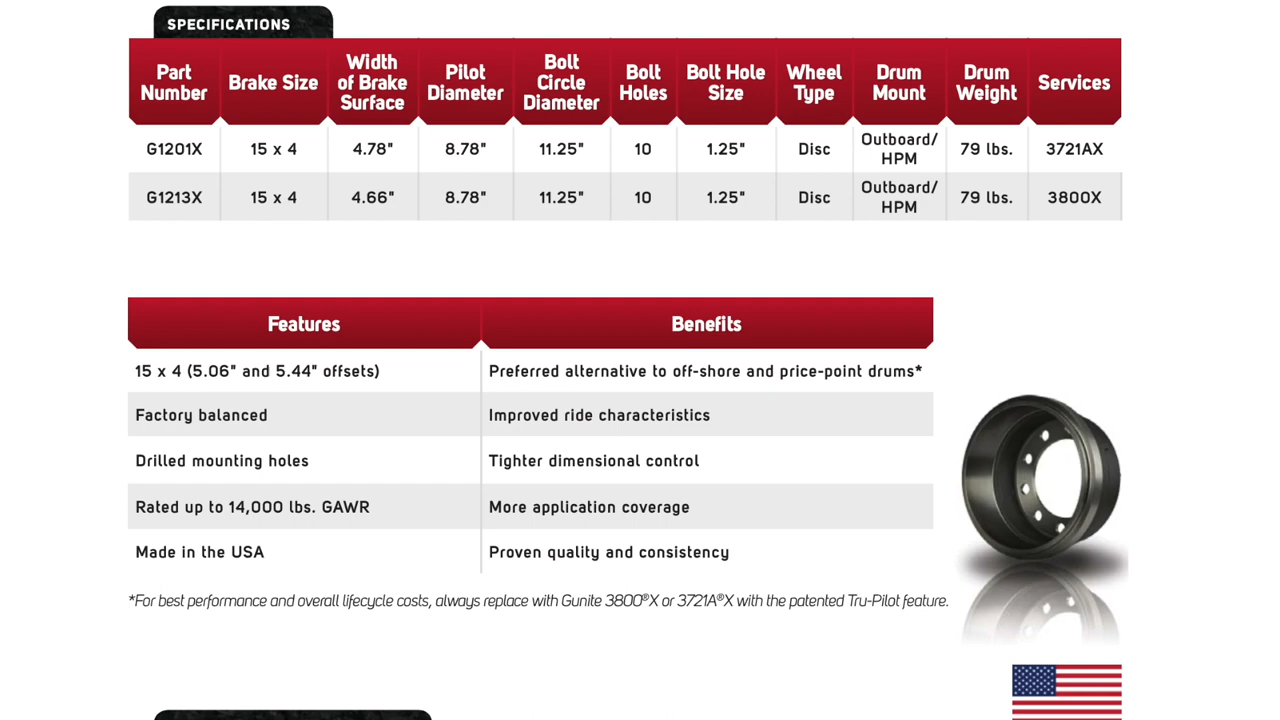 SPECIFICATIONS
Part Number | Brake Size | Width of Brake Surface | Pilot Diameter | Bolt Circle Diameter | Bolt Holes | Bolt Hole Size | Wheel Type | Drum Mount | Drum Weight | Services
G1201X | 15 x 4 | 4.78" | 8.78" | 11.25" | 10 | 1.25" | Disc | Outboard/ HPM | 79 lbs. | 3721AX
G1213X | 15 x 4 | 4.66" | 8.78" | 11.25" | 10 | 1.25" | Disc | Outboard/ HPM | 79 lbs. | 3800X
Features | Benefits
15 x 4 (5.06" and 5.44" offsets) | Preferred alternative to off-shore and price-point drums*
Factory balanced | Improved ride characteristics
Drilled mounting holes | Tighter dimensional control
Rated up to 14,000 lbs. GAWR | More application coverage
Made in the USA | Proven quality and consistency
*For best performance and overall lifecycle costs, always replace with Gunite 3800®X or 3721A®X with the patented Tru-Pilot feature.